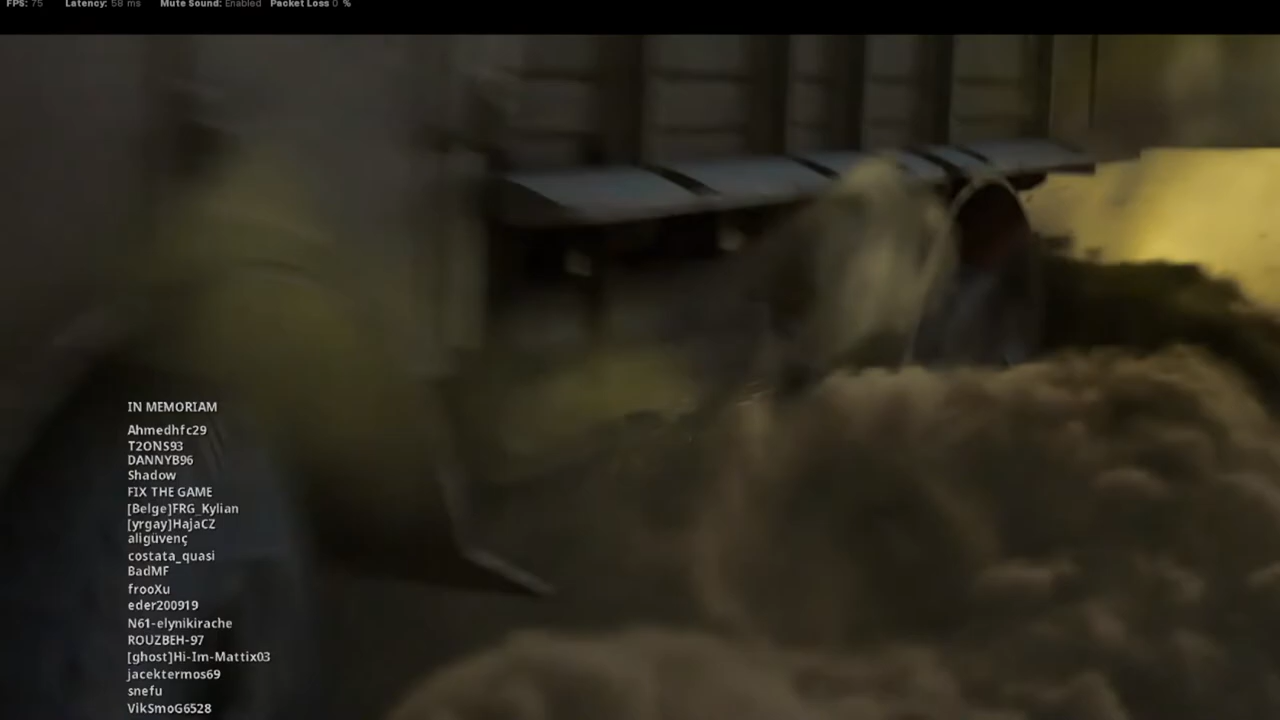 FPS: 75 Latency: 58 ms Mute Sound: Enabled Packet Loss 0 %
IN MEMORIAM
Ahmedhfc29
T2ONS93
DANNYB96
Shadow
FIX THE GAME
[Belge]FRG_Kylian
[yrgay]HajaCZ
aligüvenç
costata_quasi
BadMF
frooXu
eder200919
N61-elynikirache
ROUZBEH-97
[ghost]Hi-Im-Mattix03
jacektermos69
snefu
VikSmoG6528